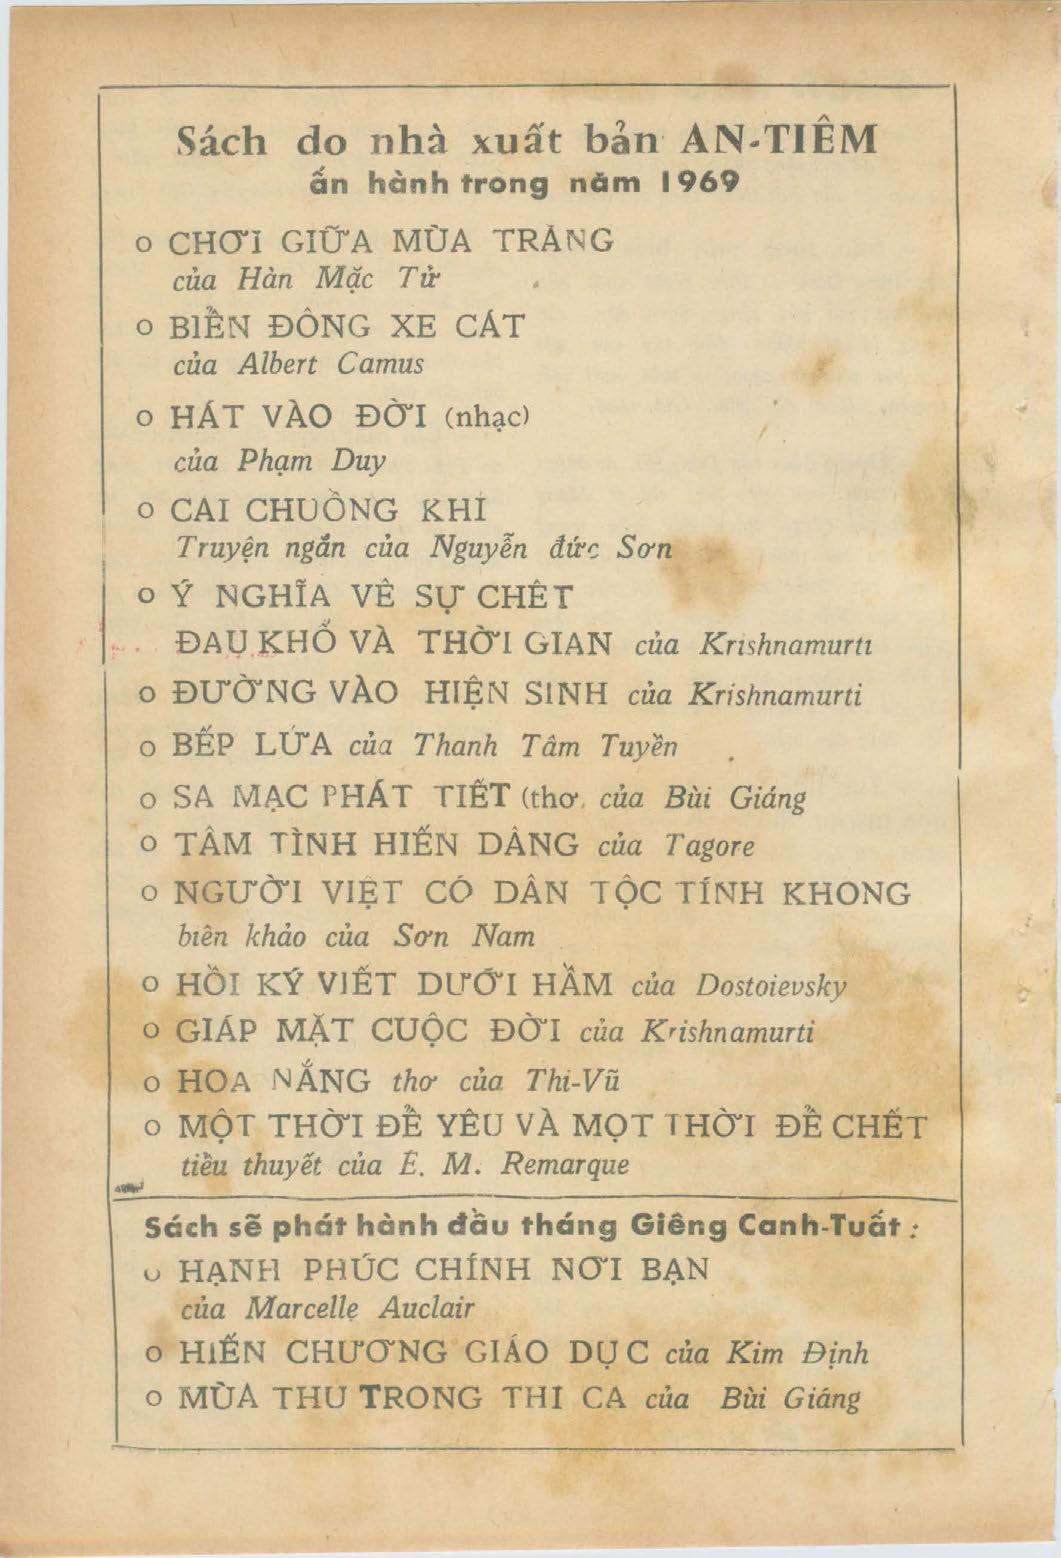 Sách do nhà xuất bản AN-TIÊM
ấn hành trong năm 1969
o CHƠI GIỮA MÙA TRĂNG
của Hàn Mặc Tử
o BIỂN ĐÔNG XE CÁT
của Albert Camus
o HÁT VÀO ĐỜI (nhạc)
của Phạm Duy
o CÁI CHUỒNG KHỈ
Truyện ngắn của Nguyễn đức Sơn
o Ý NGHĨA VỀ SỰ CHẾT
ĐAU KHỔ VÀ THỜI GIAN của Krishnamurti
o ĐƯỜNG VÀO HIỆN SINH của Krishnamurti
o BẾP LỬA của Thanh Tâm Tuyền
o SA MẠC PHÁT TIẾT (thơ) của Bùi Giáng
o TÂM TÌNH HIẾN DÂNG của Tagore
o NGƯỜI VIỆT CÓ DÂN TỘC TÍNH KHÔNG
biên khảo của Sơn Nam
o HỒI KÝ VIẾT DƯỚI HẦM của Dostoievsky
o GIÁP MẶT CUỘC ĐỜI của Krishnamurti
o HOA NẮNG thơ của Thi-Vũ
o MỘT THỜI ĐỂ YÊU VÀ MỘT THỜI ĐỂ CHẾT
tiểu thuyết của E. M. Remarque
Sách sẽ phát hành đầu tháng Giêng Canh-Tuất :
o HẠNH PHÚC CHÍNH NƠI BẠN
của Marcelle Auclair
o HIẾN CHƯƠNG GIÁO DỤC của Kim Định
o MÙA THU TRONG THI CA của Bùi Giáng